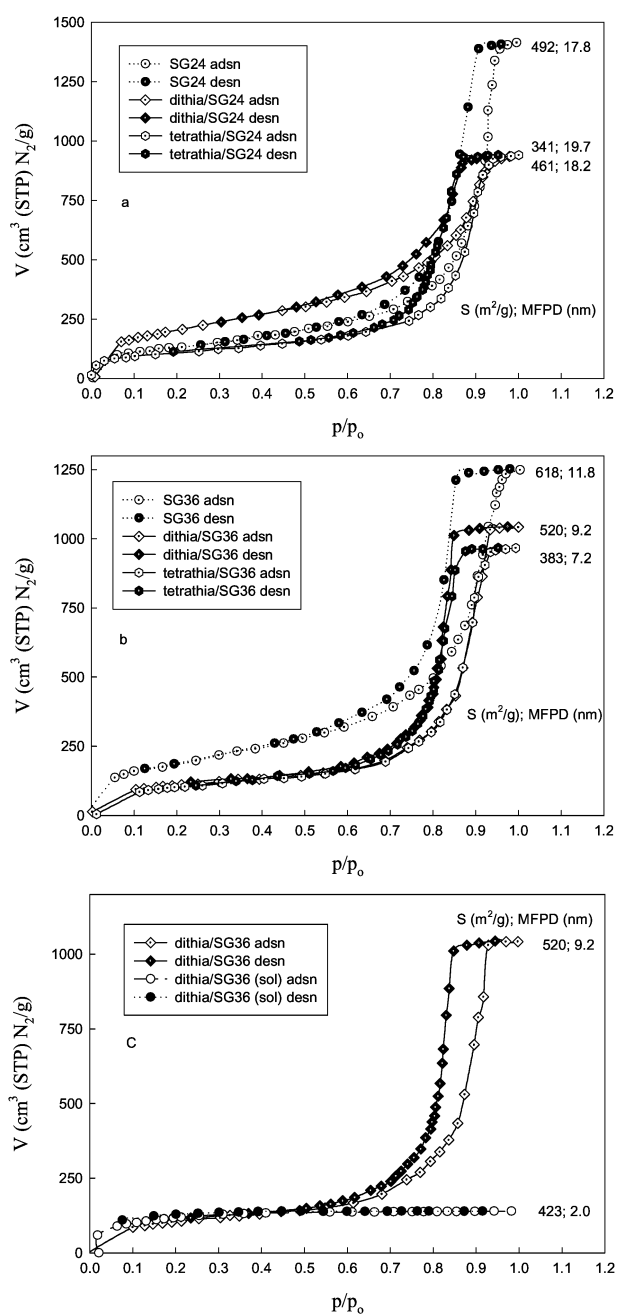 1500
1250
1000
750
500
250
0
V (cm³ (STP) N₂/g)
SG24 adsn
SG24 desn
dithia/SG24 adsn
dithia/SG24 desn
tetrathia/SG24 adsn
tetrathia/SG24 desn
a
492; 17.8
341; 19.7
461; 18.2
S (m²/g); MFPD (nm)
0.0 0.1 0.2 0.3 0.4 0.5 0.6 0.7 0.8 0.9 1.0 1.1 1.2
p/pₒ
1250
1000
750
500
250
0
V (cm³ (STP) N₂/g)
SG36 adsn
SG36 desn
dithia/SG36 adsn
dithia/SG36 desn
tetrathia/SG36 adsn
tetrathia/SG36 desn
b
618; 11.8
520; 9.2
383; 7.2
S (m²/g); MFPD (nm)
0.0 0.1 0.2 0.3 0.4 0.5 0.6 0.7 0.8 0.9 1.0 1.1 1.2
p/pₒ
1000
750
500
250
0
V (cm³ (STP) N₂/g)
S (m²/g); MFPD (nm)
520; 9.2
dithia/SG36 adsn
dithia/SG36 desn
dithia/SG36 (sol) adsn
dithia/SG36 (sol) desn
C
423; 2.0
0.0 0.1 0.2 0.3 0.4 0.5 0.6 0.7 0.8 0.9 1.0 1.1 1.2
p/pₒ